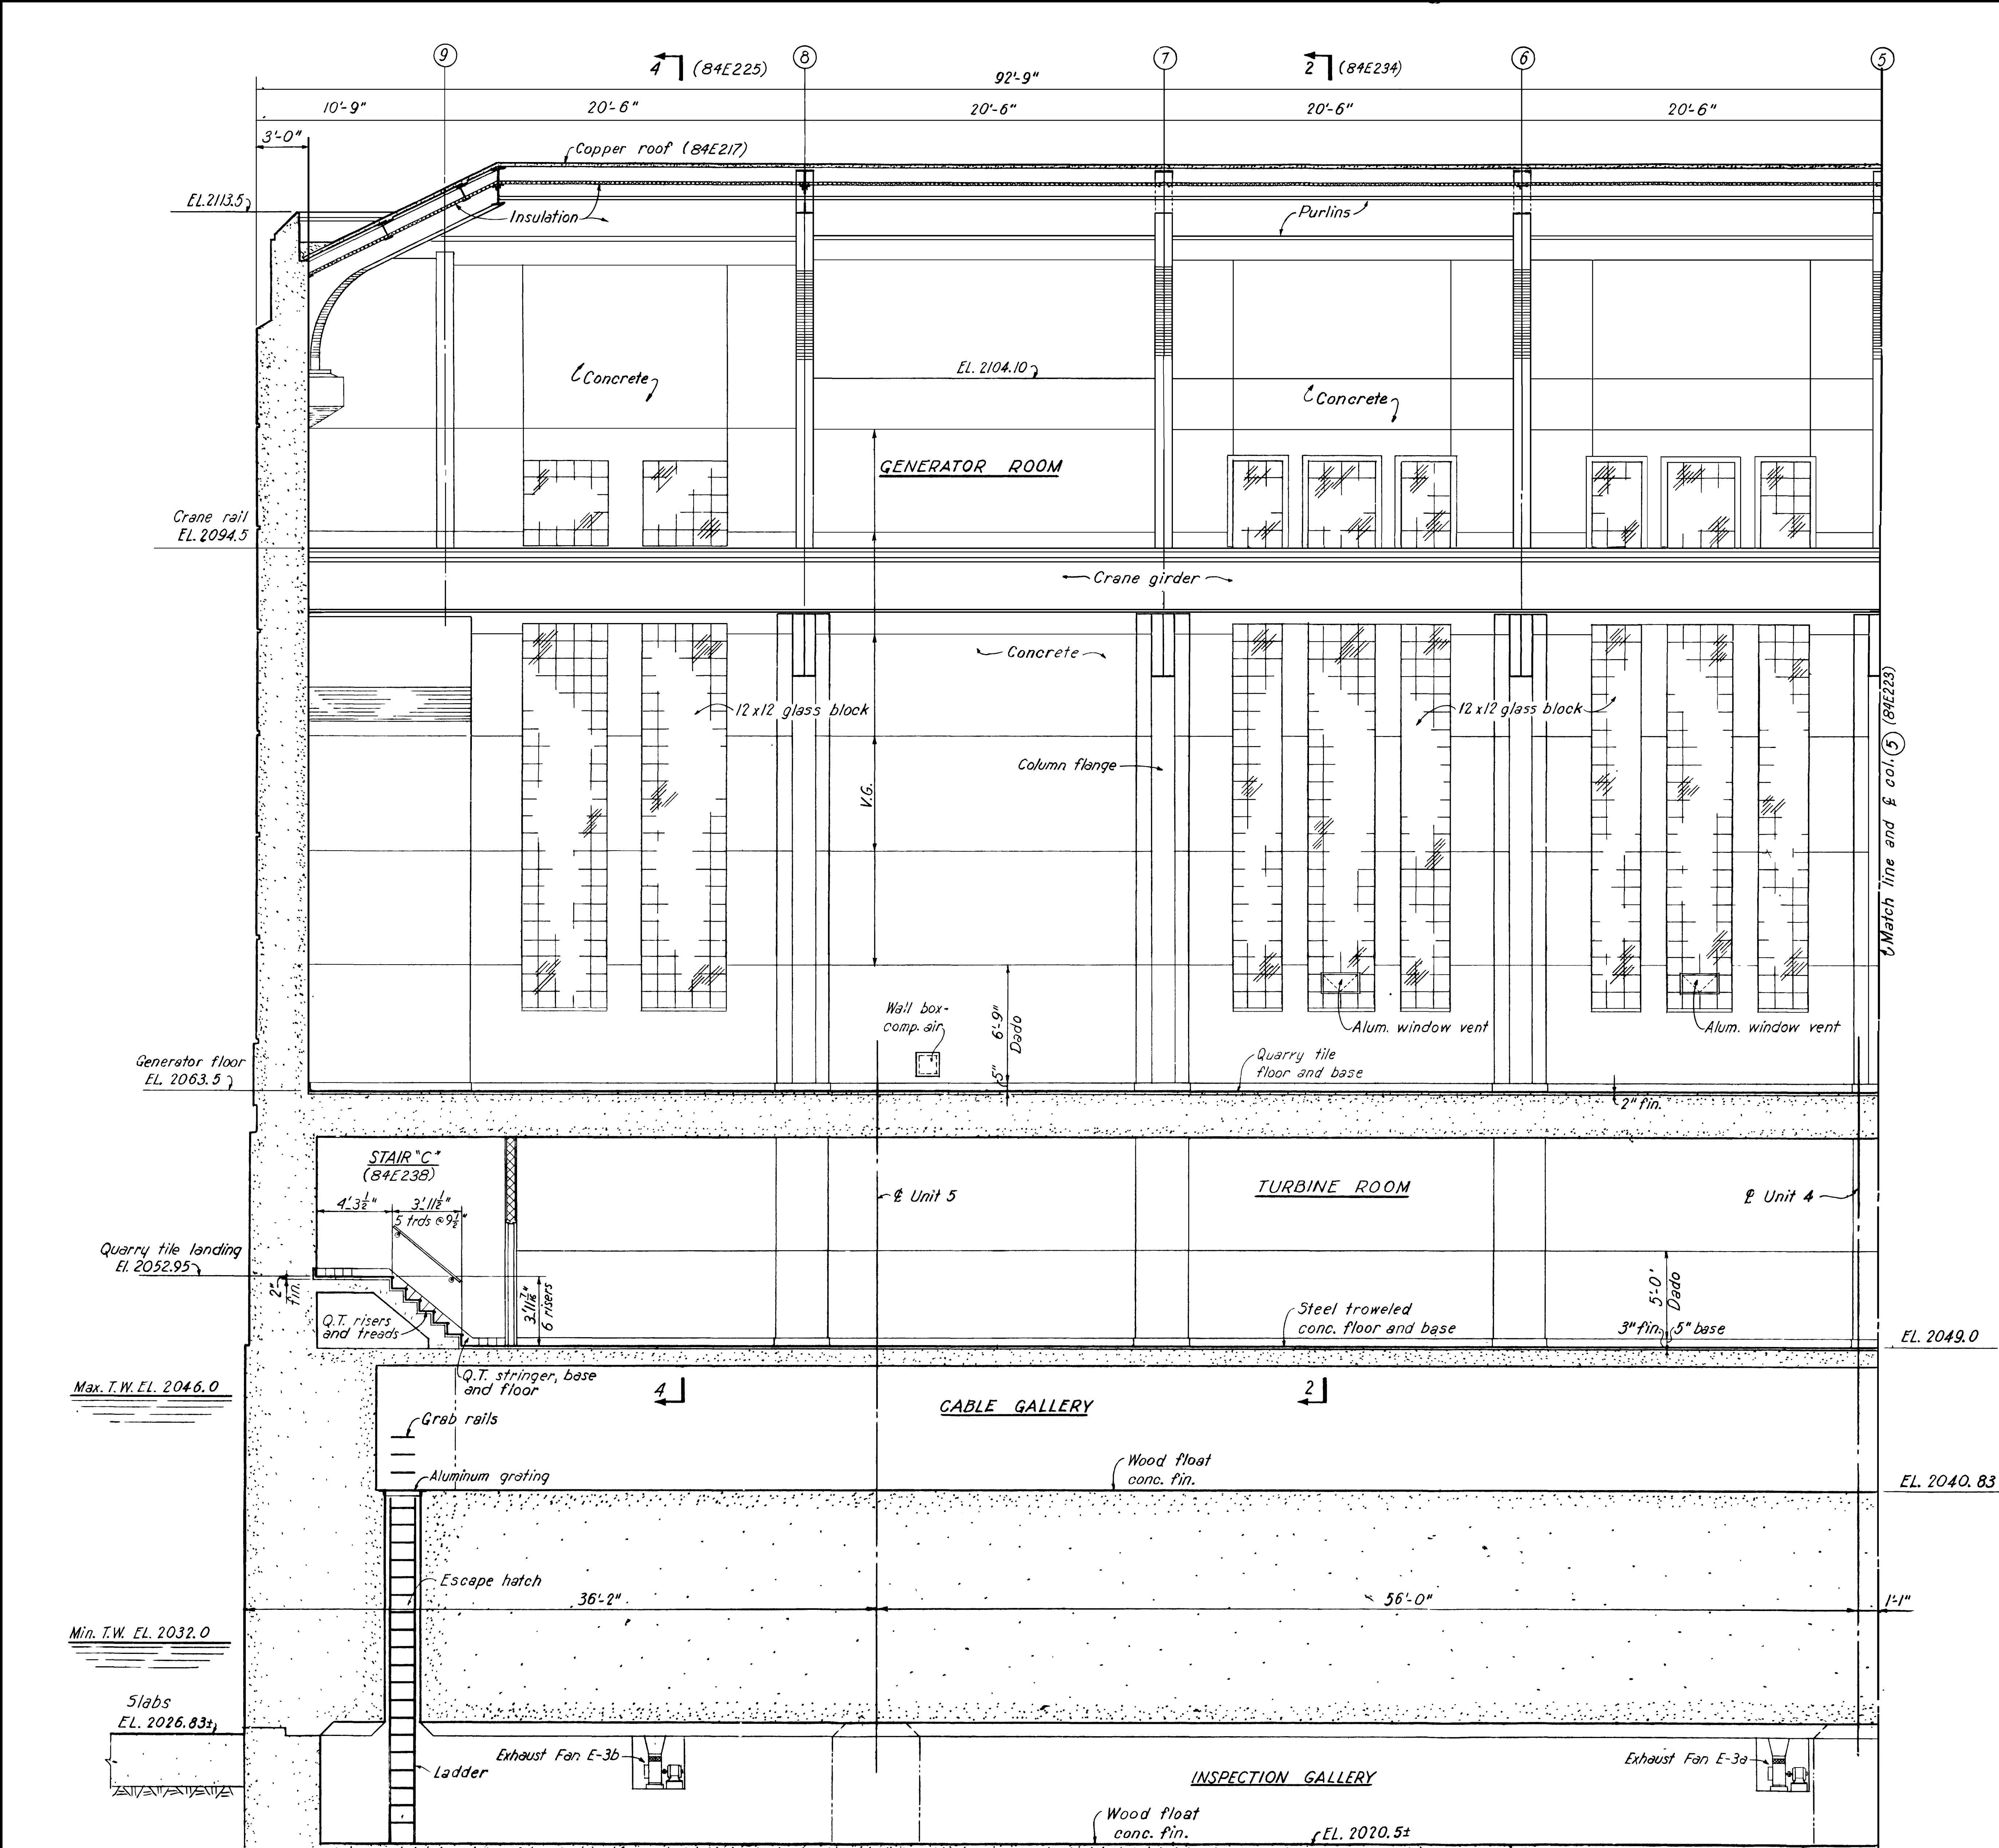 9
4 (84E225)
8
92'-9"
7
2 (84E234)
6
5
10'-9"
20'-6"
20'-6"
20'-6"
20'-6"
3'-0"
Copper roof (84E217)
EL.2113.5
Insulation
Purlins
EL. 2104.10
Concrete
Concrete
GENERATOR ROOM
Crane rail
EL. 2094.5
Crane girder
Concrete
12x12 glass block
12x12 glass block
Match line and ℄ col. 5 (84E223)
Column flange
V.G.
Wall box-
comp. air
6'-9"
Dado
5"
Alum. window vent
Alum. window vent
Generator floor
EL. 2063.5
Quarry tile
floor and base
2" fin.
STAIR "C"
(84E238)
4'-3½"
3'-11½"
5 trds @ 9½"
℄ Unit 5
TURBINE ROOM
℄ Unit 4
Quarry tile landing
El. 2052.95
2"
fin.
3'-11 7/16"
6 risers
5'-0"
Dado
Q.T. risers
and treads
Steel troweled
conc. floor and base
3" fin.
5" base
EL. 2049.0
Q.T. stringer, base
and floor
Max. T.W. EL. 2046.0
4
2
CABLE GALLERY
Grab rails
Aluminum grating
Wood float
conc. fin.
EL. 2040.83
Escape hatch
36'-2"
56'-0"
1'-1"
Min. T.W. EL. 2032.0
Slabs
EL. 2026.83±
Exhaust Fan E-3b
Exhaust Fan E-3a
Ladder
INSPECTION GALLERY
Wood float
conc. fin.
EL. 2020.5±